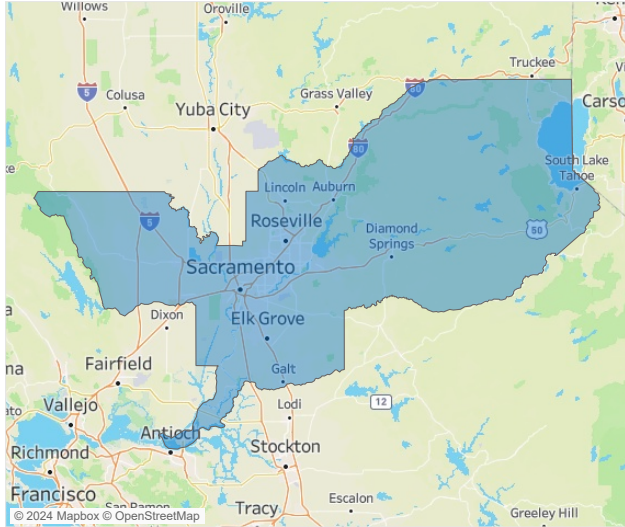 Willows
Oroville
Truckee
5
Colusa
80
Grass Valley
Carso
Yuba City
80
South Lake
Tahoe
Lincoln
Auburn
5
Roseville
Diamond
Springs
50
Sacramento
Dixon
Elk Grove
Fairfield
Galt
12
Vallejo
Lodi
Antioch
Stockton
Richmond
Francisco
San Ramon
Tracy
Escalon
Greeley Hill
© 2024 Mapbox © OpenStreetMap